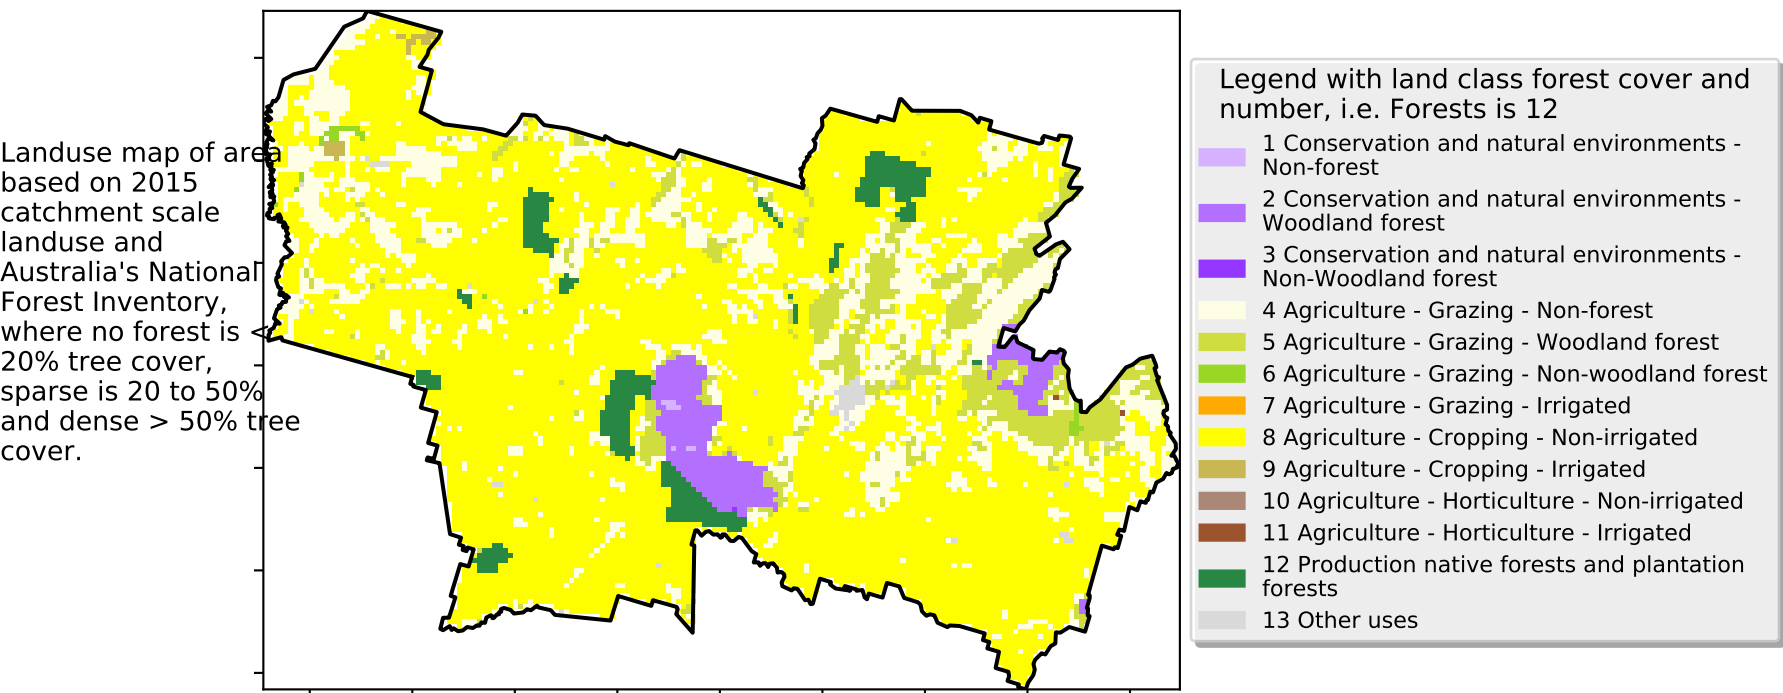 Landuse map of area
based on 2015
catchment scale
landuse and
Australia's National
Forest Inventory,
where no forest is <
20% tree cover,
sparse is 20 to 50%
and dense > 50% tree
cover.
Legend with land class forest cover and
number, i.e. Forests is 12
1 Conservation and natural environments -
Non-forest
2 Conservation and natural environments -
Woodland forest
3 Conservation and natural environments -
Non-Woodland forest
4 Agriculture - Grazing - Non-forest
5 Agriculture - Grazing - Woodland forest
6 Agriculture - Grazing - Non-woodland forest
7 Agriculture - Grazing - Irrigated
8 Agriculture - Cropping - Non-irrigated
9 Agriculture - Cropping - Irrigated
10 Agriculture - Horticulture - Non-irrigated
11 Agriculture - Horticulture - Irrigated
12 Production native forests and plantation
forests
13 Other uses